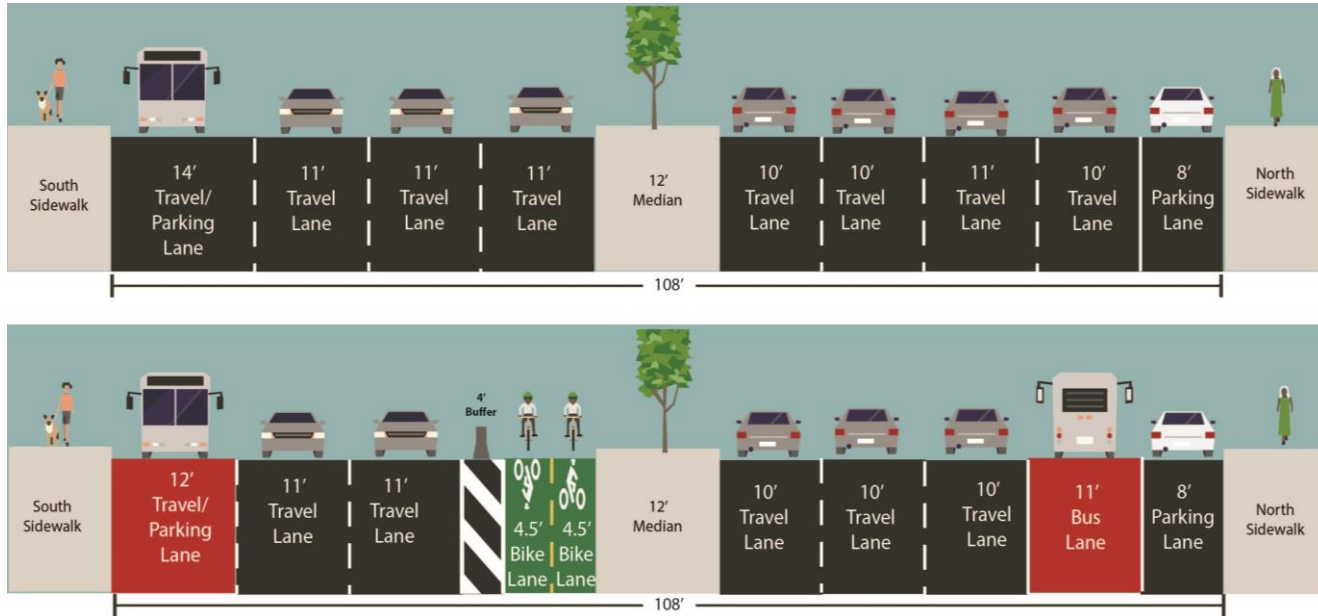 South
Sidewalk
14'
Travel/
Parking
Lane
11'
Travel
Lane
11'
Travel
Lane
11'
Travel
Lane
12'
Median
10'
Travel
Lane
10'
Travel
Lane
11'
Travel
Lane
10'
Travel
Lane
8'
Parking
Lane
North
Sidewalk
108'
South
Sidewalk
12'
Travel/
Parking
Lane
11'
Travel
Lane
11'
Travel
Lane
4'
Buffer
4.5'
Bike
Lane
4.5'
Bike
Lane
12'
Median
10'
Travel
Lane
10'
Travel
Lane
10'
Travel
Lane
11'
Bus
Lane
8'
Parking
Lane
North
Sidewalk
108'